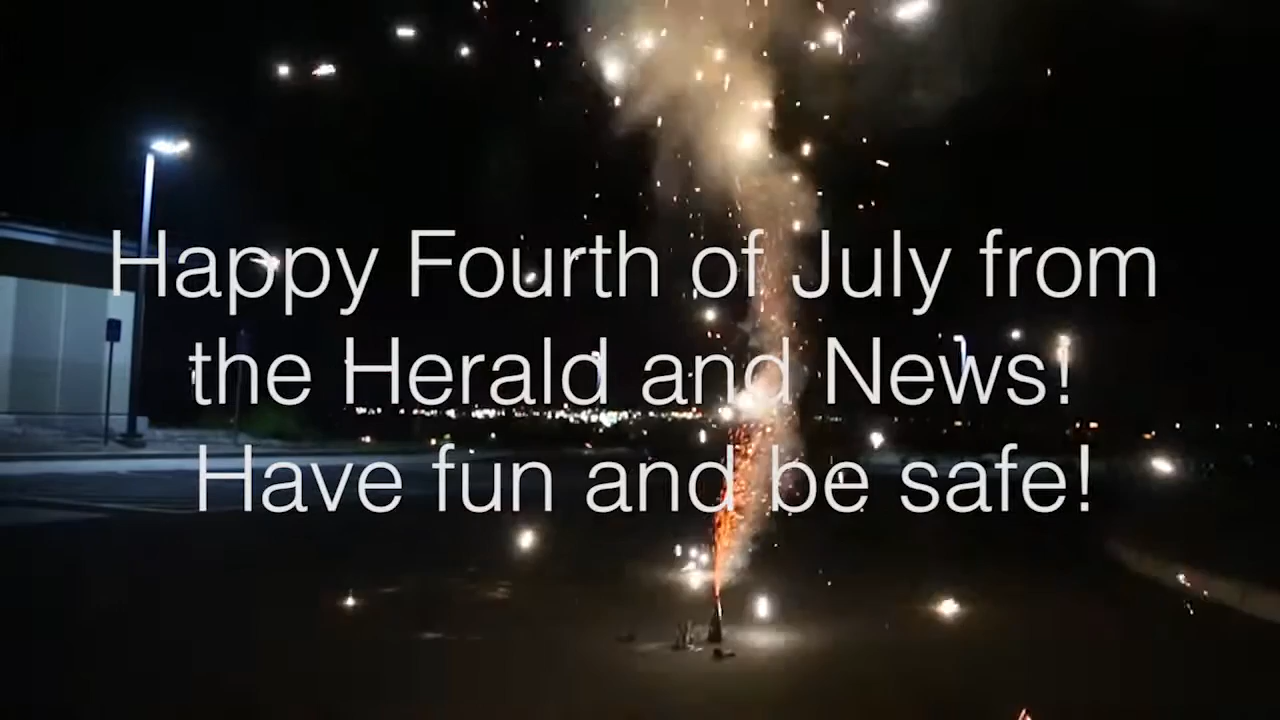 Happy Fourth of July from
the Herald and News!
Have fun and be safe!